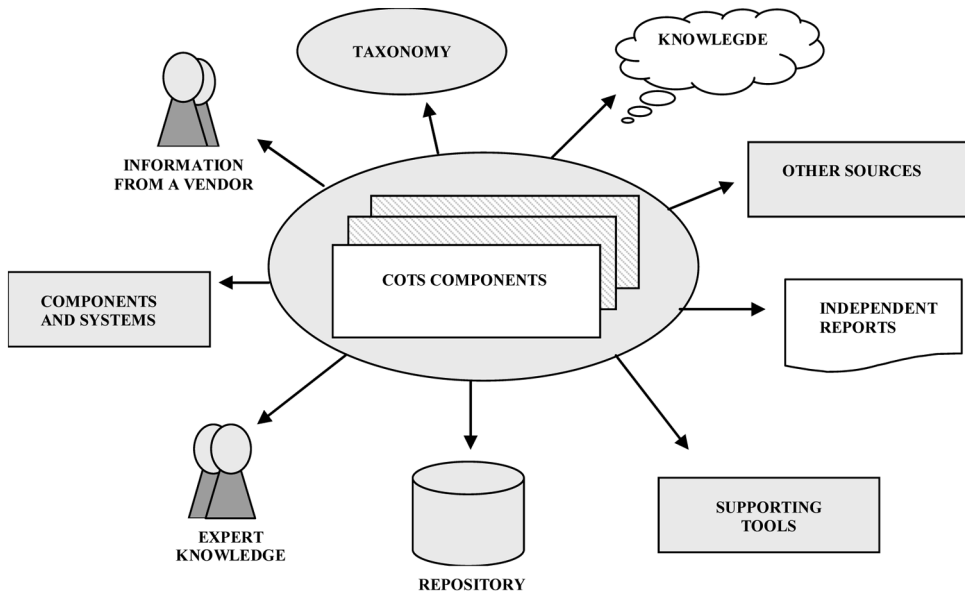 TAXONOMY
KNOWLEGDE
INFORMATION
FROM A VENDOR
OTHER SOURCES
COTS COMPONENTS
COMPONENTS
AND SYSTEMS
INDEPENDENT
REPORTS
EXPERT
KNOWLEDGE
REPOSITORY
SUPPORTING
TOOLS